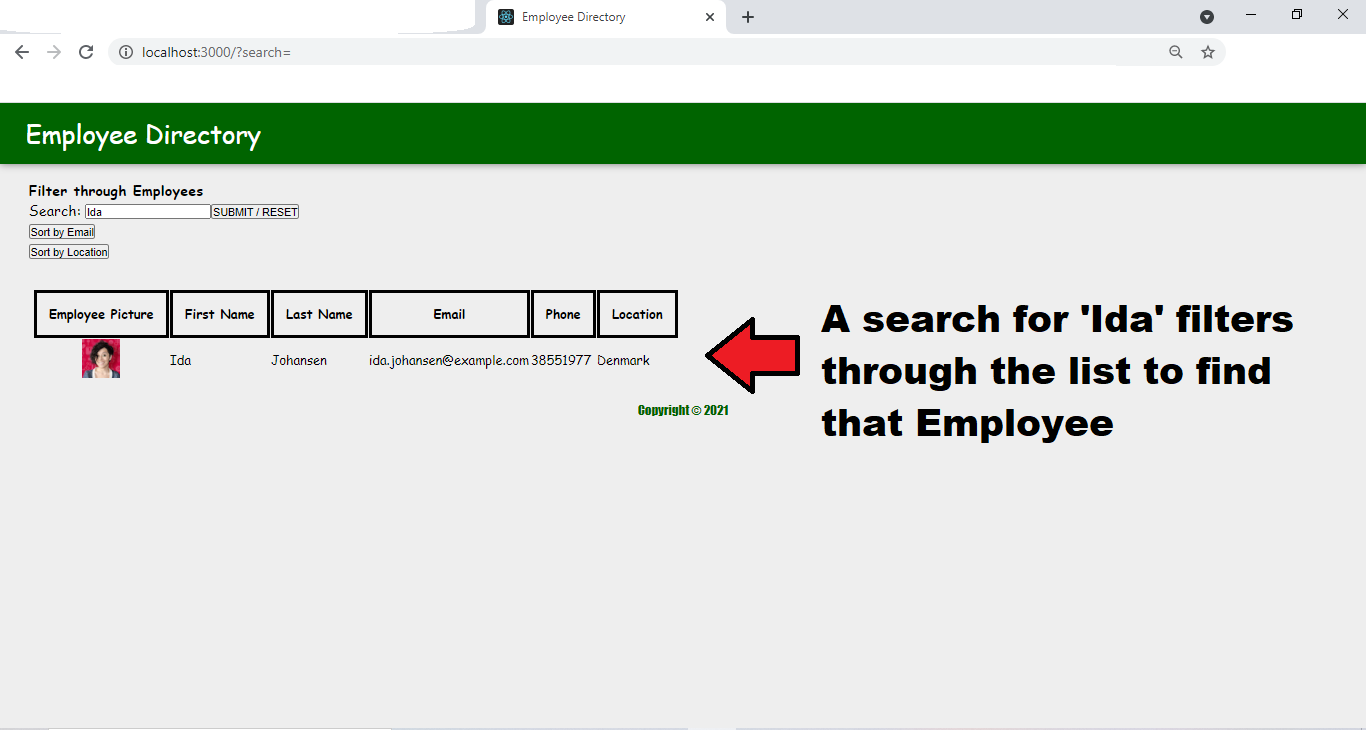 Employee Directory
localhost:3000/?search=
Employee Directory
Filter through Employees
Search: Ida SUBMIT / RESET
Sort by Email
Sort by Location
Employee Picture First Name Last Name Email Phone Location
Ida Johansen ida.johansen@example.com 38551977 Denmark
A search for 'Ida' filters
through the list to find
that Employee
Copyright © 2021